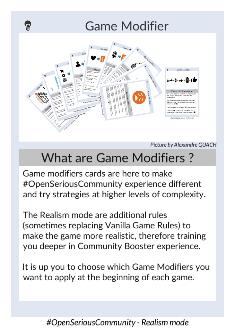 Game Modifier
Picture by Alexandre QUACH
What are Game Modifiers ?
Game modifiers cards are here to make
#OpenSeriousCommunity experience different
and try strategies at higher levels of complexity.
The Realism mode are additional rules
(sometimes replacing Vanilla Game Rules) to
make the game more realistic, therefore training
you deeper in Community Booster experience.
It is up you to choose which Game Modifiers you
want to apply at the beginning of each game.
#OpenSeriousCommunity - Realism mode